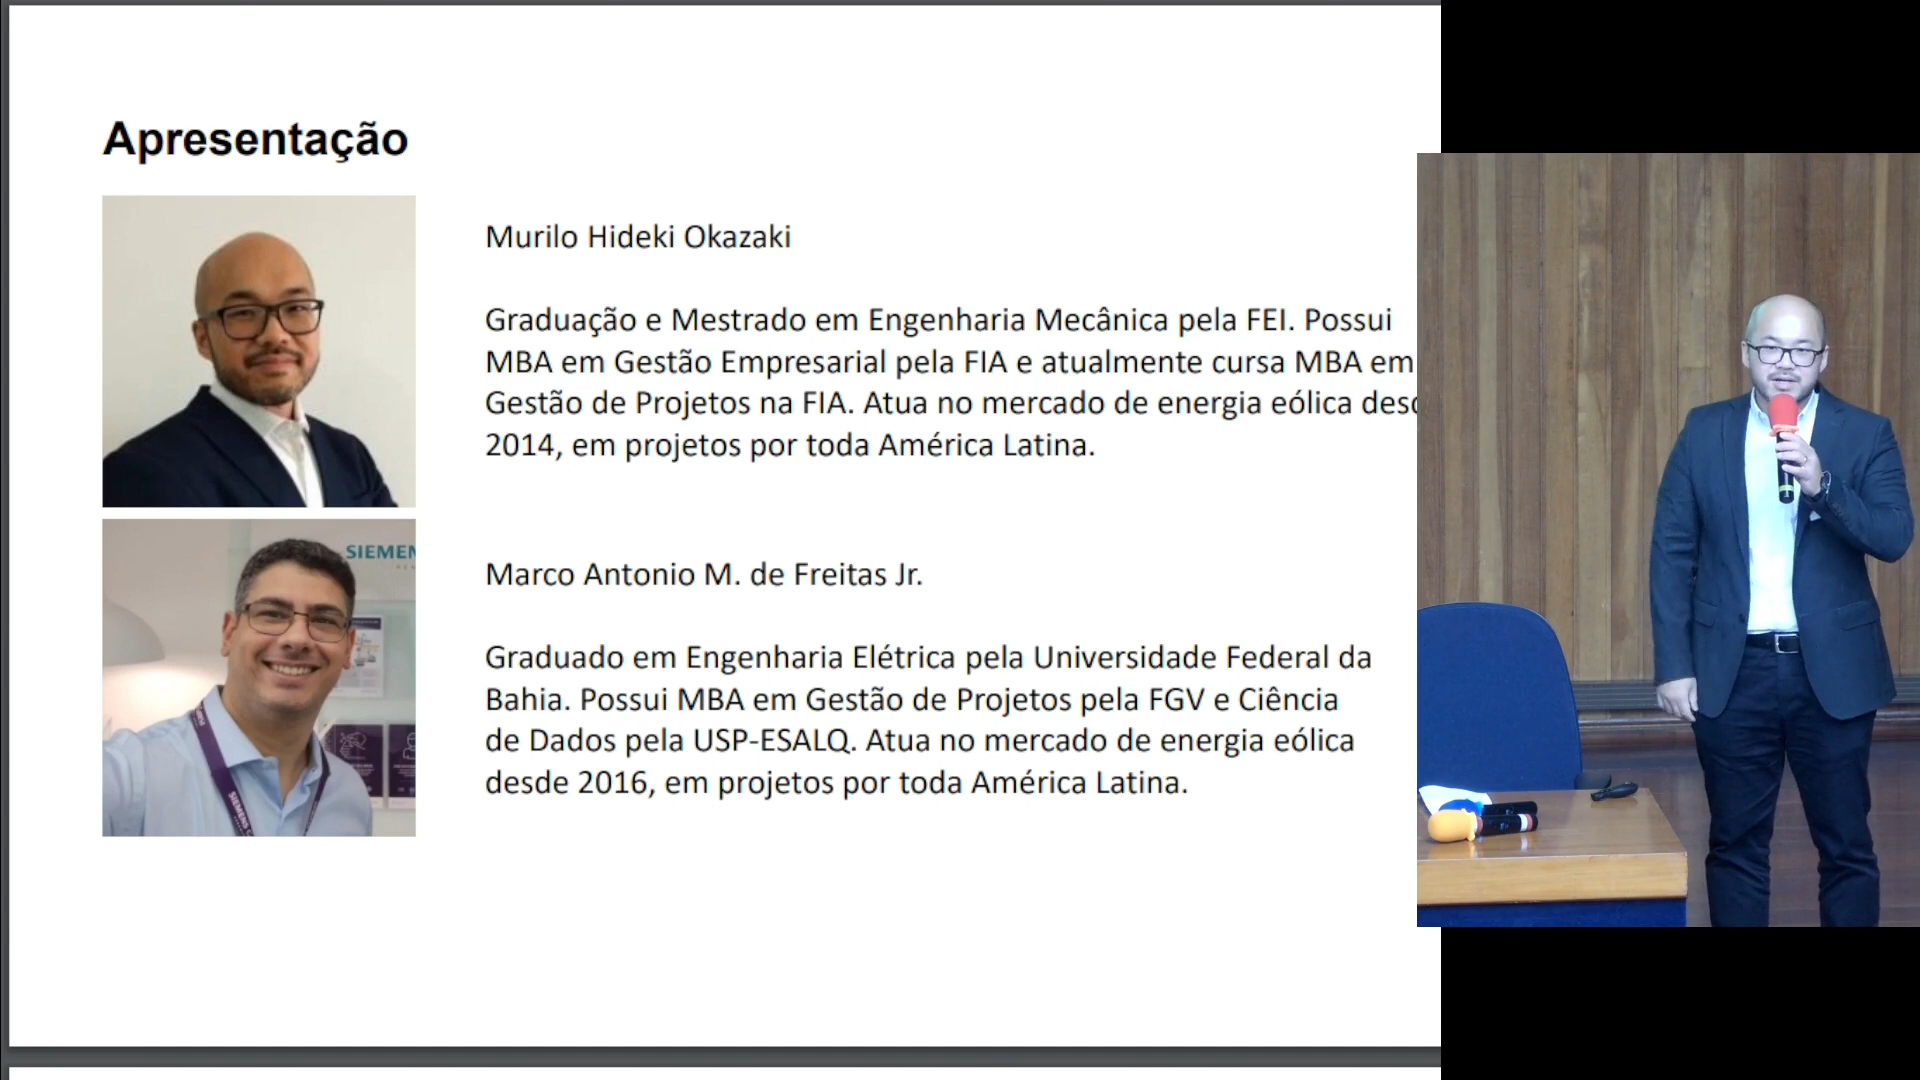 Apresentação
Murilo Hideki Okazaki
Graduação e Mestrado em Engenharia Mecânica pela FEI. Possui
MBA em Gestão Empresarial pela FIA e atualmente cursa MBA em
Gestão de Projetos na FIA. Atua no mercado de energia eólica
2014, em projetos por toda América Latina.
SIEMEN
Marco Antonio M. de Freitas Jr.
Graduado em Engenharia Elétrica pela Universidade Federal da
Bahia. Possui MBA em Gestão de Projetos pela FGV e Ciência
de Dados pela USP-ESALQ. Atua no mercado de energia eólica
desde 2016, em projetos por toda América Latina.
SIEMENS